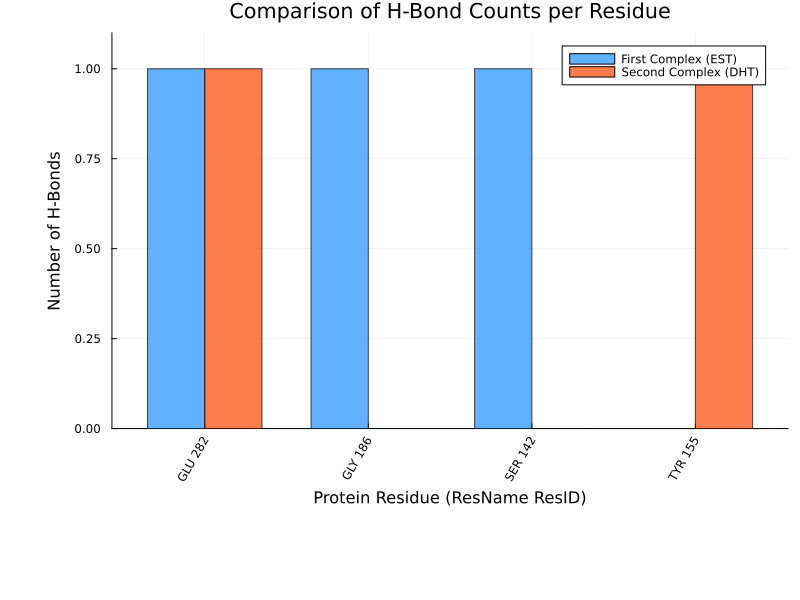 Comparison of H-Bond Counts per Residue
First Complex (EST)
Second Complex (DHT)
1.00
0.75
0.50
0.25
0.00
Number of H-Bonds
GLU 282
GLY 186
SER 142
TYR 155
Protein Residue (ResName ResID)